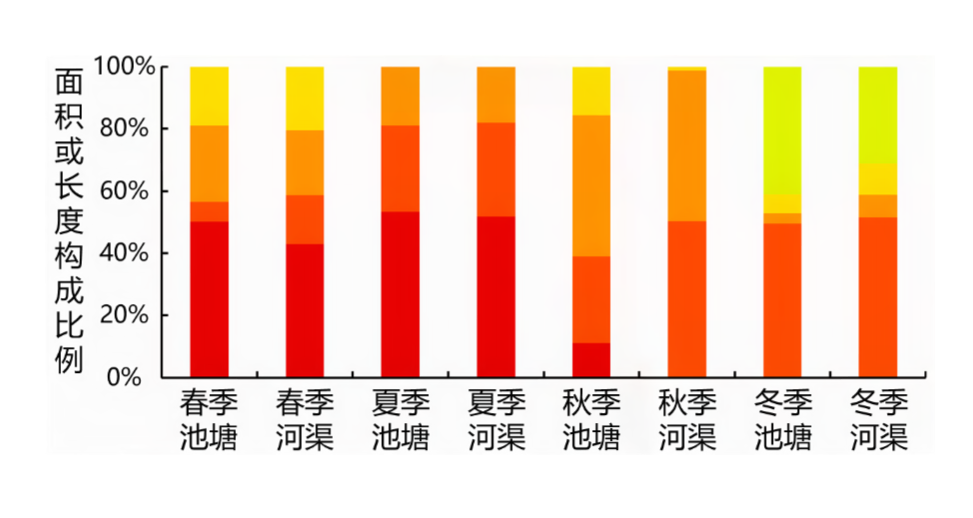 面积或长度构成比例
100%
80%
60%
40%
20%
0%
春季 春季 夏季 夏季 秋季 秋季 冬季 冬季
池塘 河渠 池塘 河渠 池塘 河渠 池塘 河渠